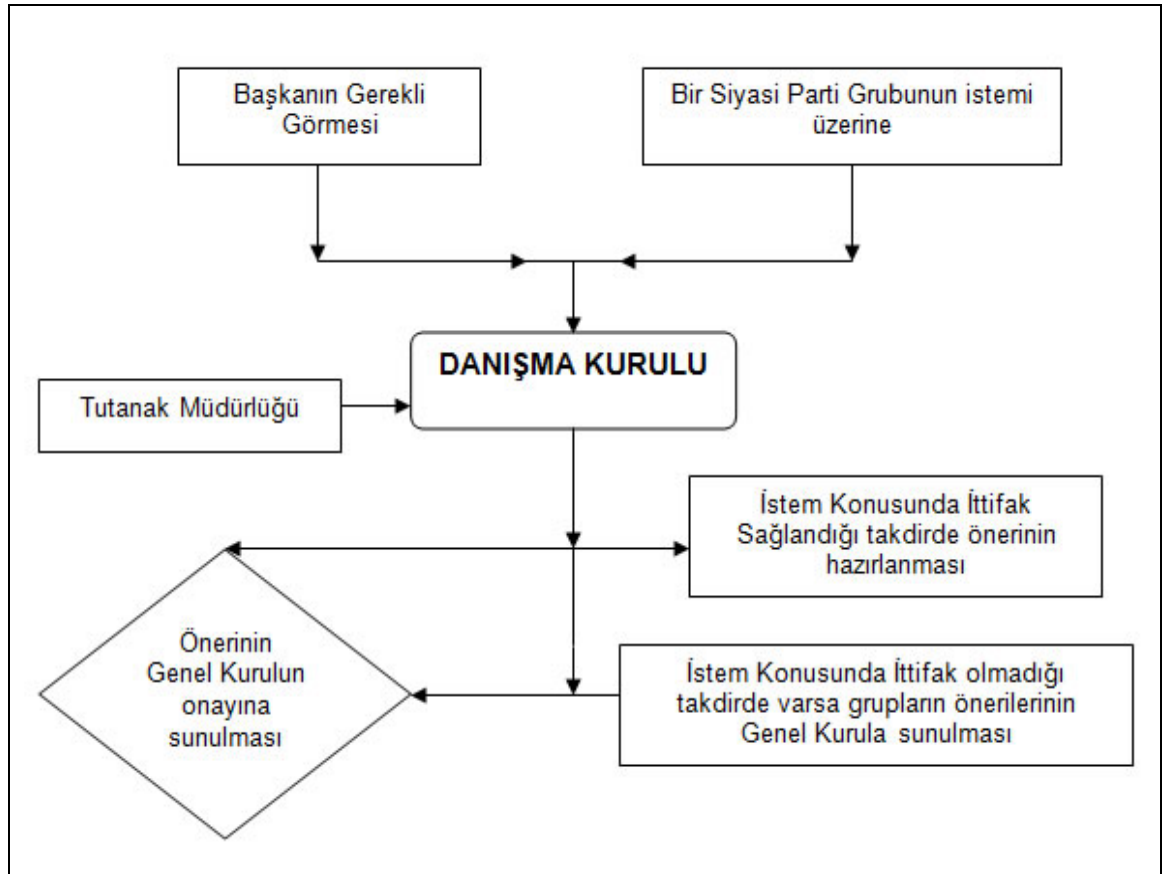 Başkanın Gerekli
Görmesi
Bir Siyasi Parti Grubunun istemi
üzerine
DANIŞMA KURULU
Tutanak Müdürlüğü
İstem Konusunda İttifak
Sağlandığı takdirde önerinin
hazırlanması
Önerinin
Genel Kurulun
onayına
sunulması
İstem Konusunda İttifak olmadığı
takdirde varsa grupların önerilerinin
Genel Kurula sunulması